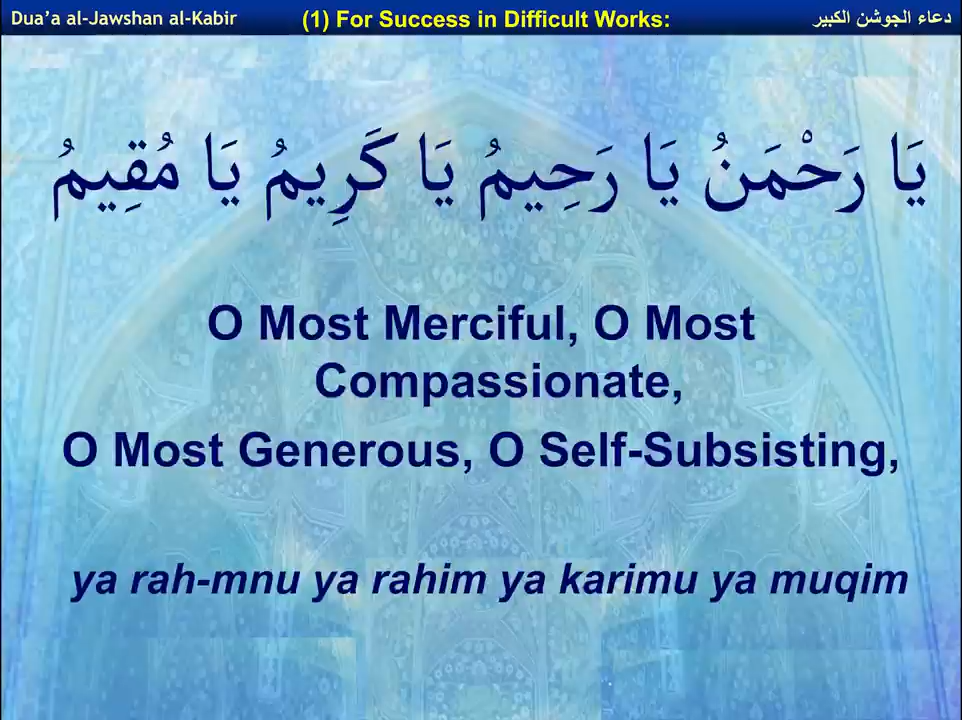 Dua’a al-Jawshan al-Kabir (1) For Success in Difficult Works: دعاء الجوشن الكبير
يَا رَحْمَنُ يَا رَحِيمُ يَا كَرِيمُ يَا مُقِيمُ
O Most Merciful, O Most
Compassionate,
O Most Generous, O Self-Subsisting,
ya rah-mnu ya rahim ya karimu ya muqim